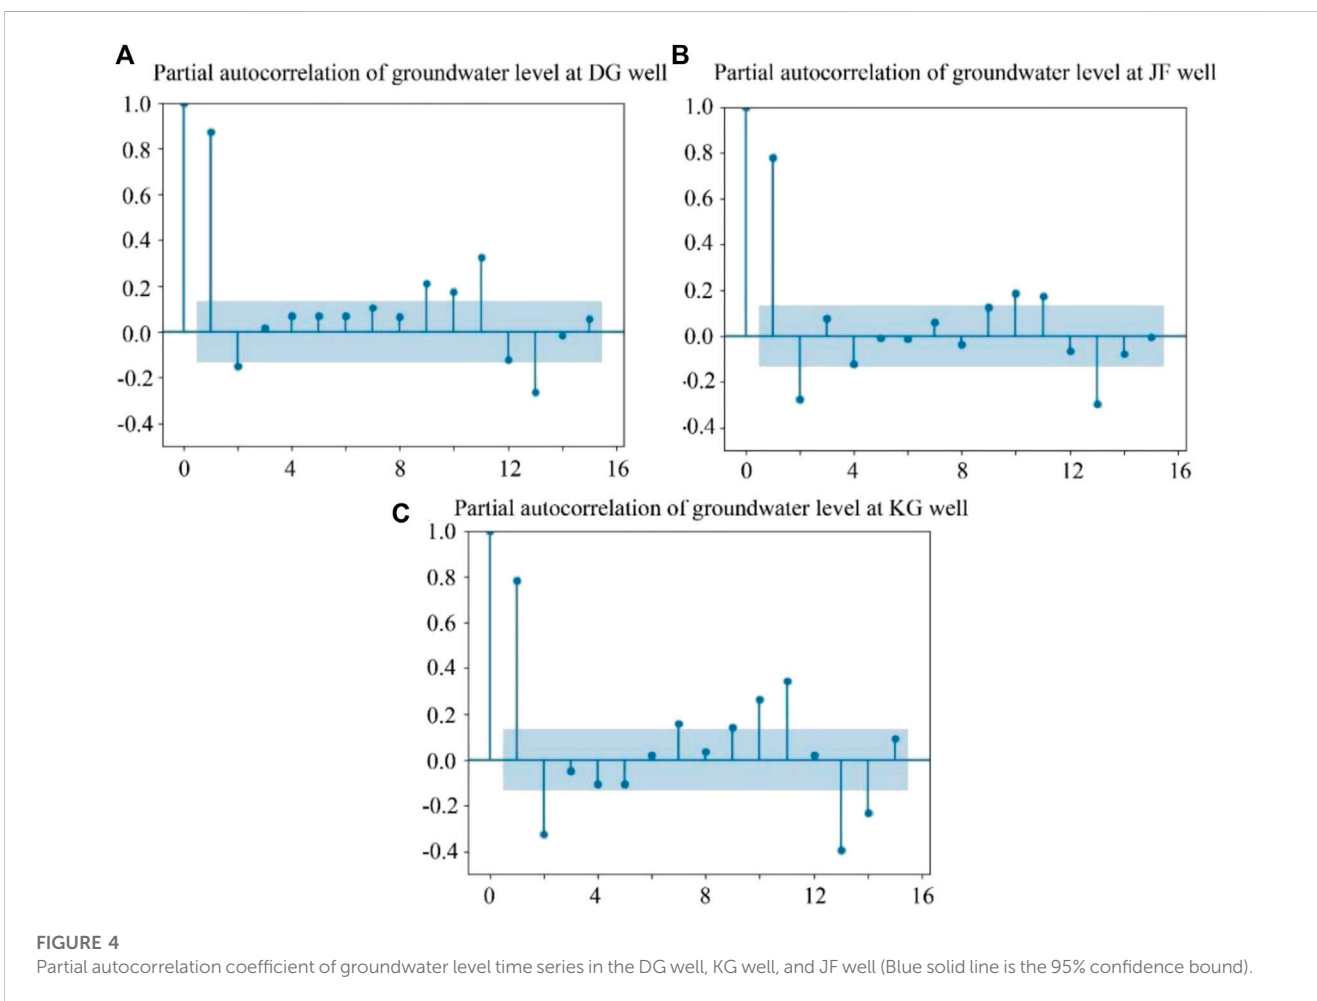 A
Partial autocorrelation of groundwater level at DG well
1.0
0.8
0.6
0.4
0.2
0.0
-0.2
-0.4
0 4 8 12 16
B
Partial autocorrelation of groundwater level at JF well
1.0
0.8
0.6
0.4
0.2
0.0
-0.2
-0.4
0 4 8 12 16
C
Partial autocorrelation of groundwater level at KG well
1.0
0.8
0.6
0.4
0.2
0.0
-0.2
-0.4
0 4 8 12 16
FIGURE 4
Partial autocorrelation coefficient of groundwater level time series in the DG well, KG well, and JF well (Blue solid line is the 95% confidence bound).